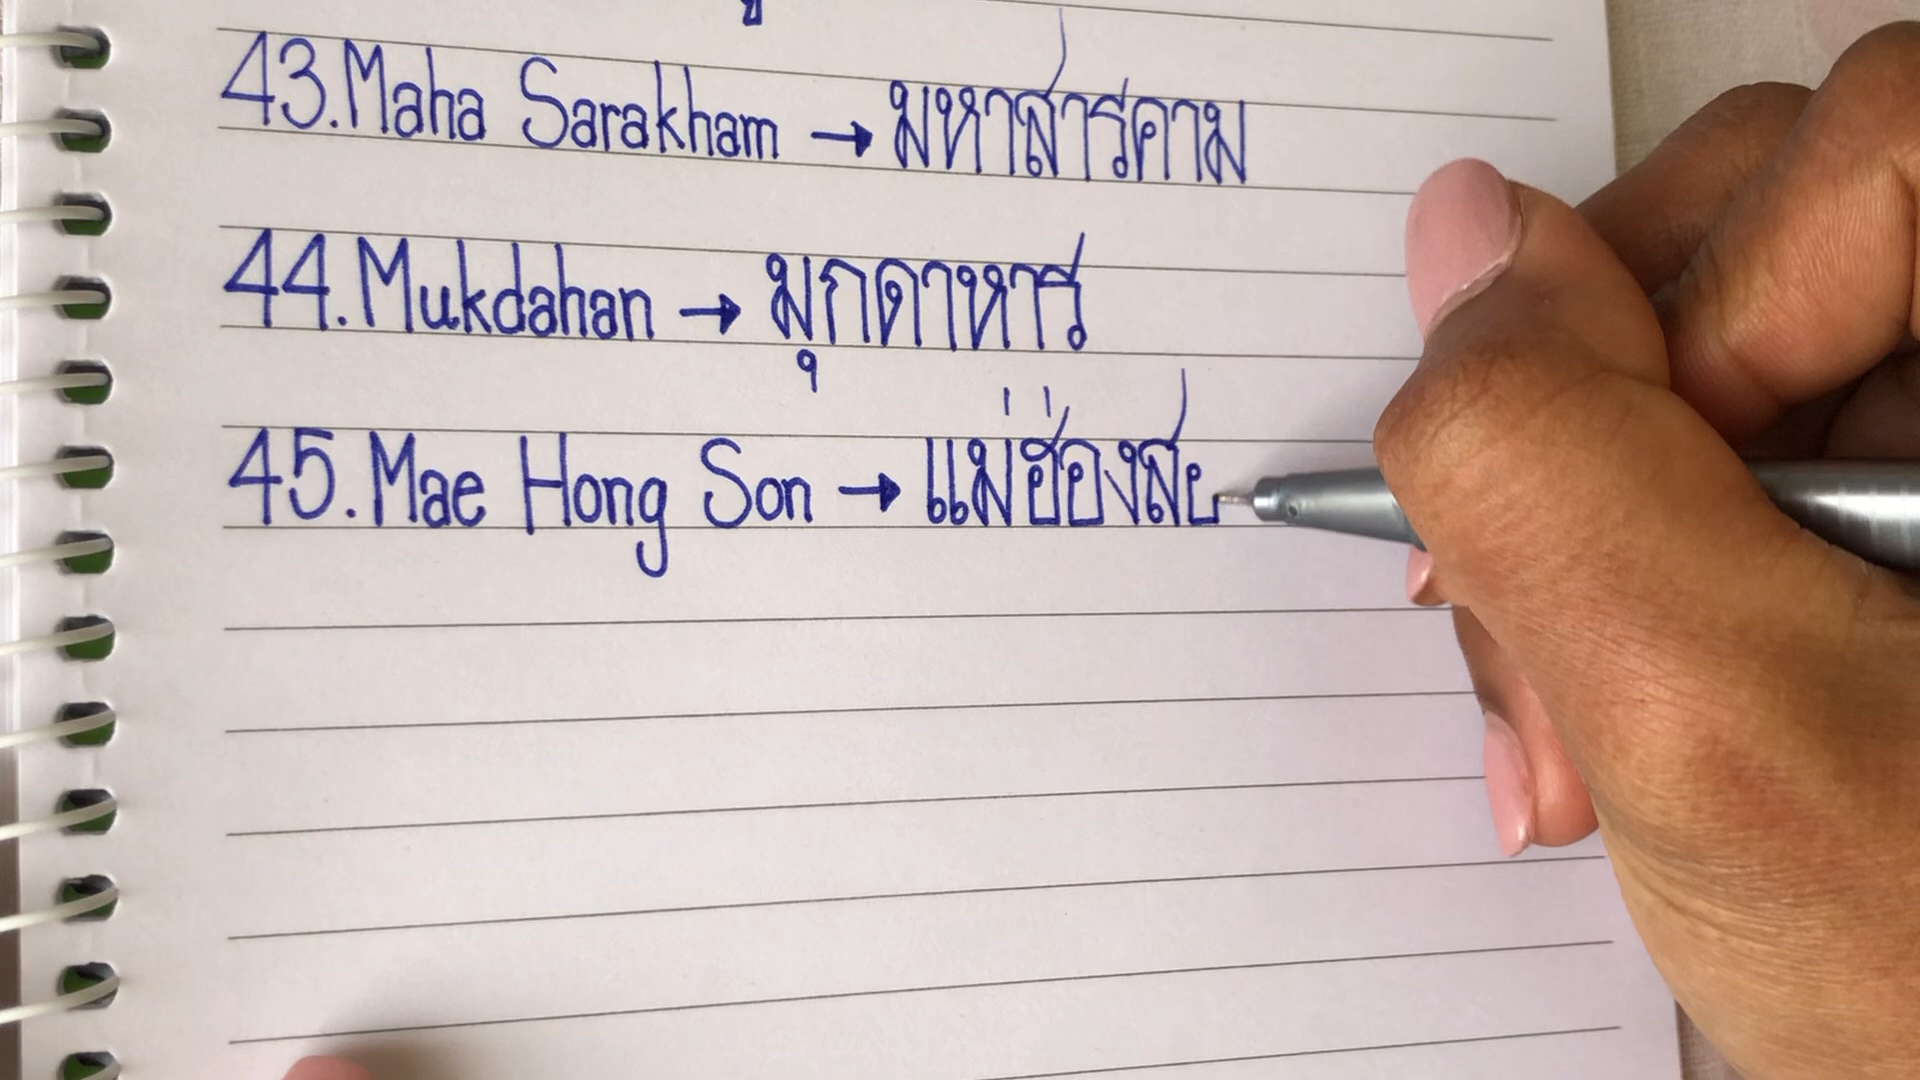 43.Maha Sarakham → มหาสารคาม
44.Mukdahan → มุกดาหาร
45.Mae Hong Son → แม่ฮ่องส